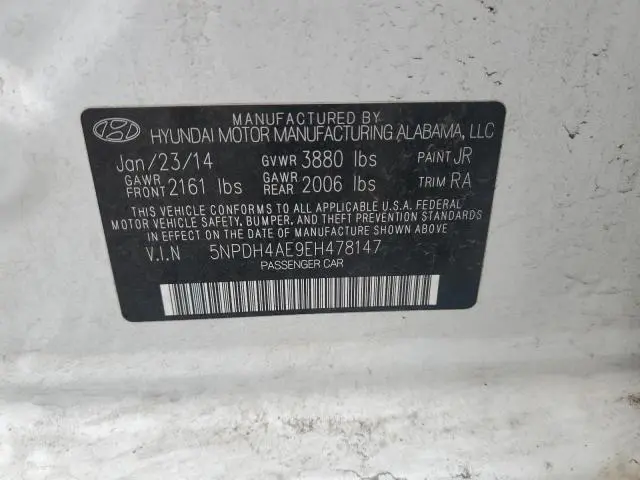 MANUFACTURED BY
HYUNDAI MOTOR MANUFACTURING ALABAMA, LLC
Jan/23/14 GVWR 3880 lbs PAINT JR
GAWR FRONT 2161 lbs GAWR REAR 2006 lbs TRIM RA
THIS VEHICLE CONFORMS TO ALL APPLICABLE U.S.A. FEDERAL
MOTOR VEHICLE SAFETY, BUMPER, AND THEFT PREVENTION STANDARDS
IN EFFECT ON THE DATE OF MANUFACTURE SHOWN ABOVE
V.I.N 5NPDH4AE9EH478147
PASSENGER CAR